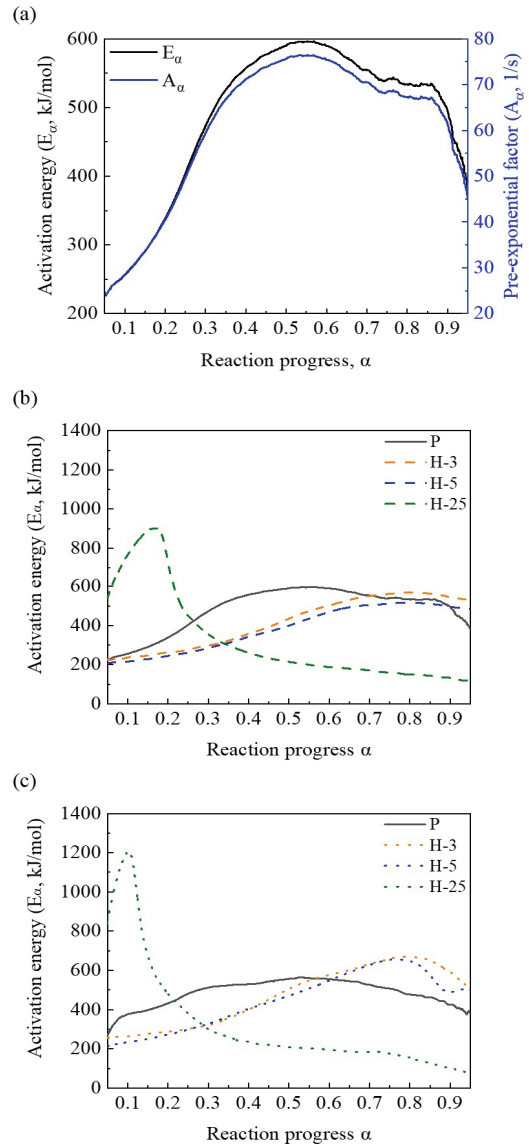 (a)
600
500
400
300
200
Activation energy (Eα, kJ/mol)
Eα
Aα
80
70
60
50
40
30
20
Pre-exponential factor (Aα, 1/s)
0.1 0.2 0.3 0.4 0.5 0.6 0.7 0.8 0.9
Reaction progress, α
(b)
1400
1200
1000
800
600
400
200
0
Activation energy (Eα, kJ/mol)
P
H-3
H-5
H-25
0.1 0.2 0.3 0.4 0.5 0.6 0.7 0.8 0.9
Reaction progress α
(c)
1400
1200
1000
800
600
400
200
0
Activation energy (Eα, kJ/mol)
P
H-3
H-5
H-25
0.1 0.2 0.3 0.4 0.5 0.6 0.7 0.8 0.9
Reaction progress α